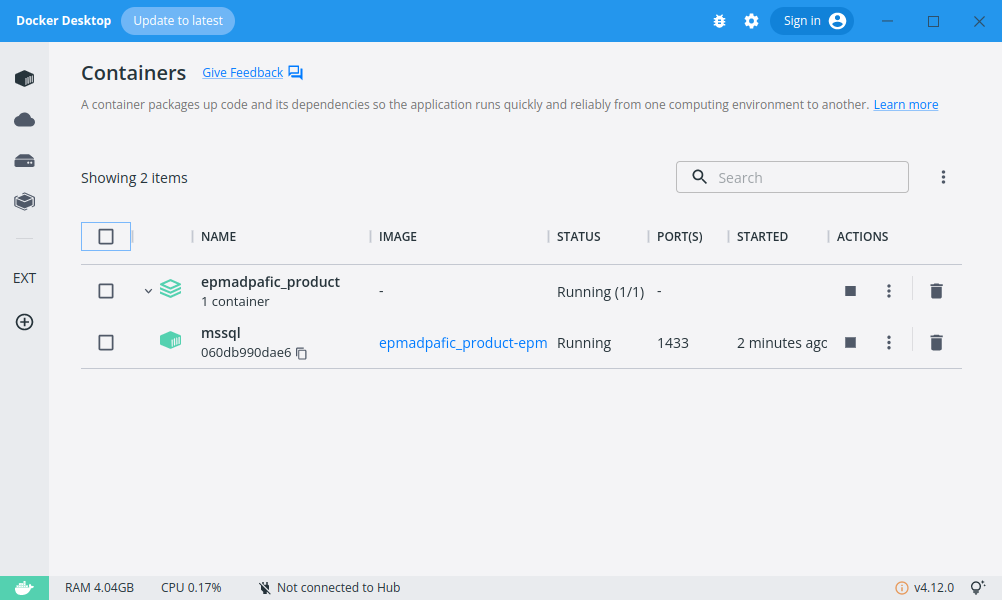 Docker Desktop Update to latest Sign in
Containers Give Feedback
A container packages up code and its dependencies so the application runs quickly and reliably from one computing environment to another. Learn more
Showing 2 items Search
NAME IMAGE STATUS PORT(S) STARTED ACTIONS
epmadpafic_product
1 container
- Running (1/1) -
mssql
060db990dae6
epmadpafic_product-epm Running 1433 2 minutes agc
EXT
RAM 4.04GB CPU 0.17% Not connected to Hub v4.12.0